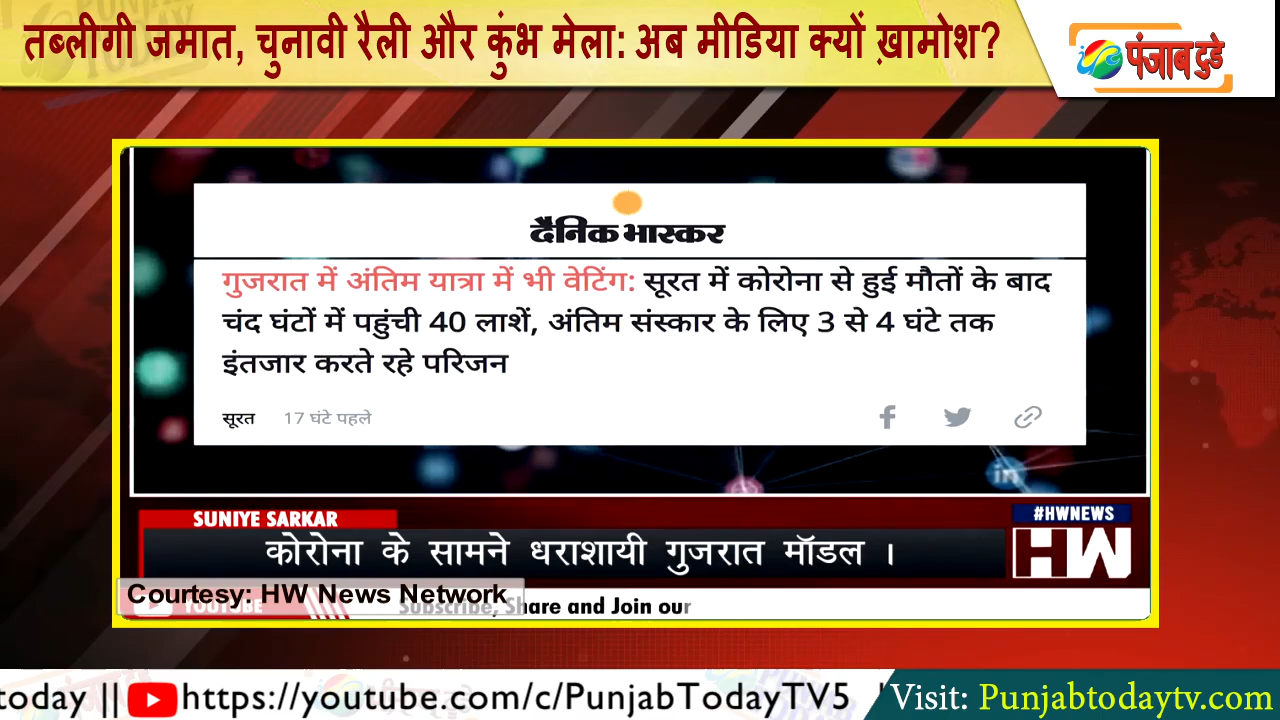 तब्लीगी जमात, चुनावी रैली और कुंभ मेला: अब मीडिया क्यों ख़ामोश?
पंजाब टुडे
दैनिक भास्कर
गुजरात में अंतिम यात्रा में भी वेटिंग: सूरत में कोरोना से हुई मौतों के बाद
चंद घंटों में पहुंची 40 लाशें, अंतिम संस्कार के लिए 3 से 4 घंटे तक
इंतजार करते रहे परिजन
सूरत 17 घंटे पहले
in
SUNIYE SARKAR
#HWNEWS
कोरोना के सामने धराशायी गुजरात मॉडल ।
HW
Courtesy: HW News Network
YOUTUBE
Subscribe, Share and Join our
today || https://youtube.com/c/PunjabTodayTV5
Visit: Punjabtodaytv.com